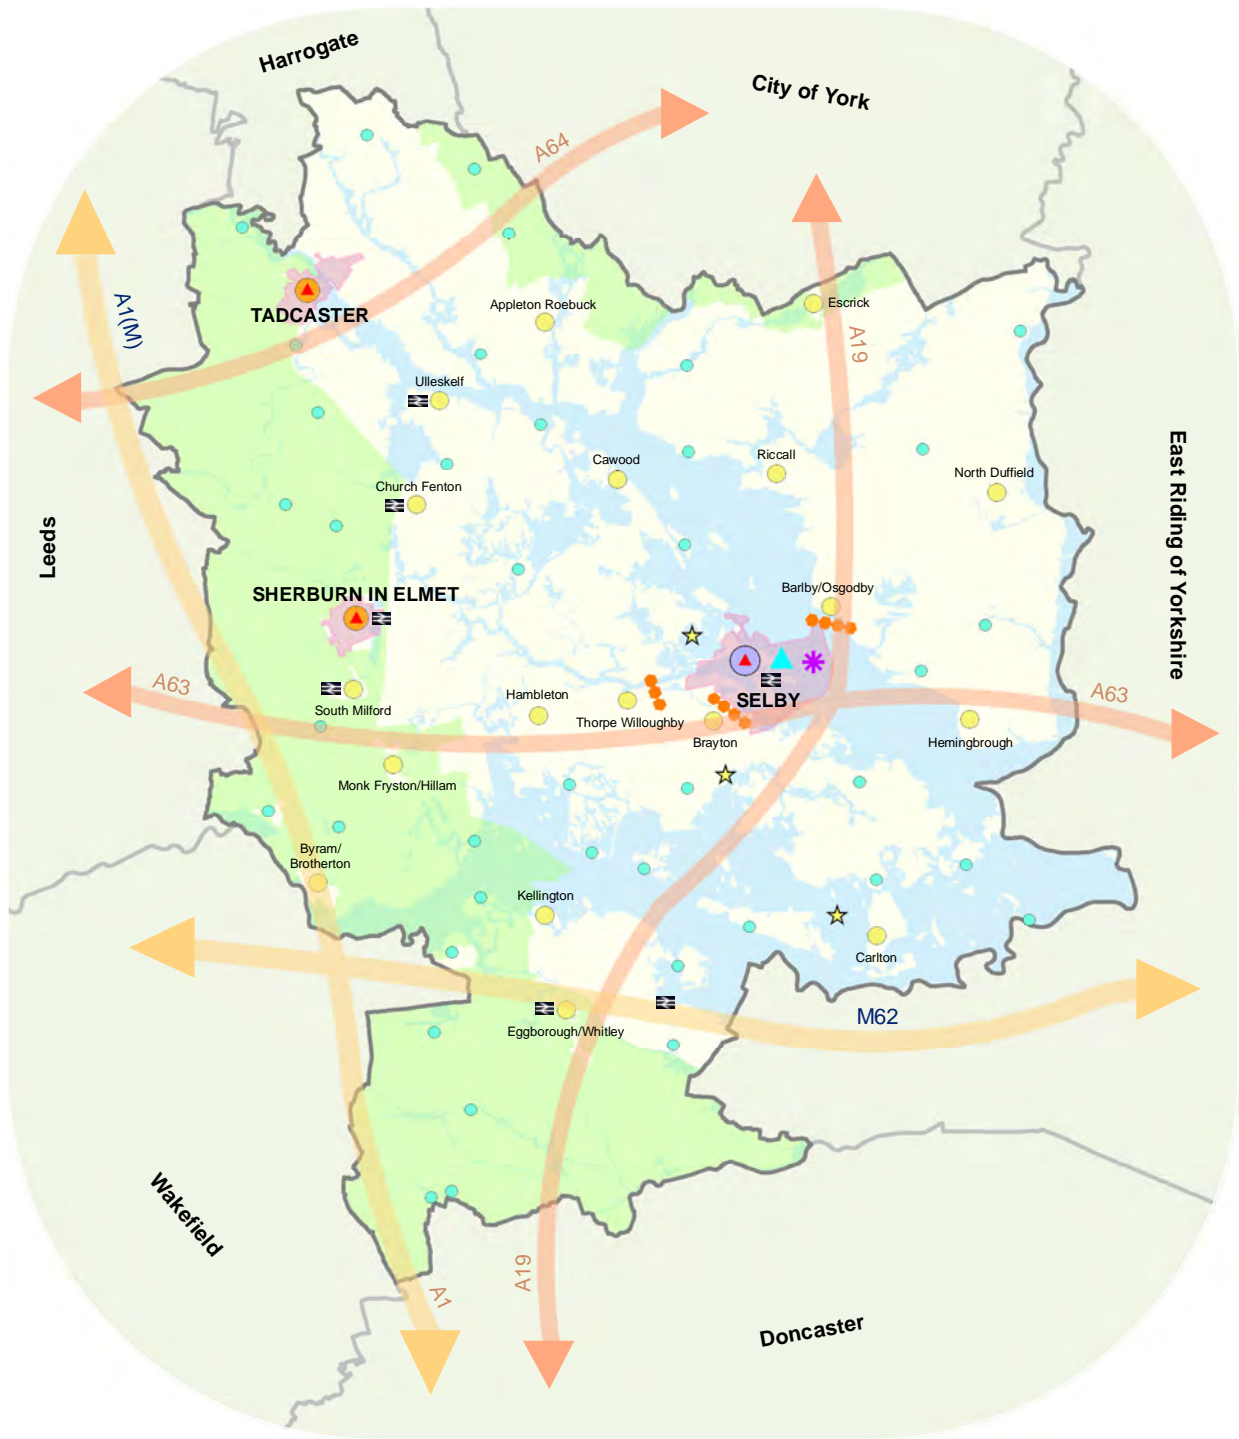 Harrogate
City of York
A64
A1(M)
TADCASTER
Appleton Roebuck
Escrick
A19
Ulleskelf
Cawood
Riccall
North Duffield
Church Fenton
Leeds
East Riding of Yorkshire
SHERBURN IN ELMET
Barlby/Osgodby
A63
South Milford
Hambleton
Thorpe Willoughby
SELBY
Brayton
A63
Hemingbrough
Monk Fryston/Hillam
Byram/
Brotherton
Kellington
Carlton
Eggborough/Whitley
M62
Wakefield
A1
A19
Doncaster